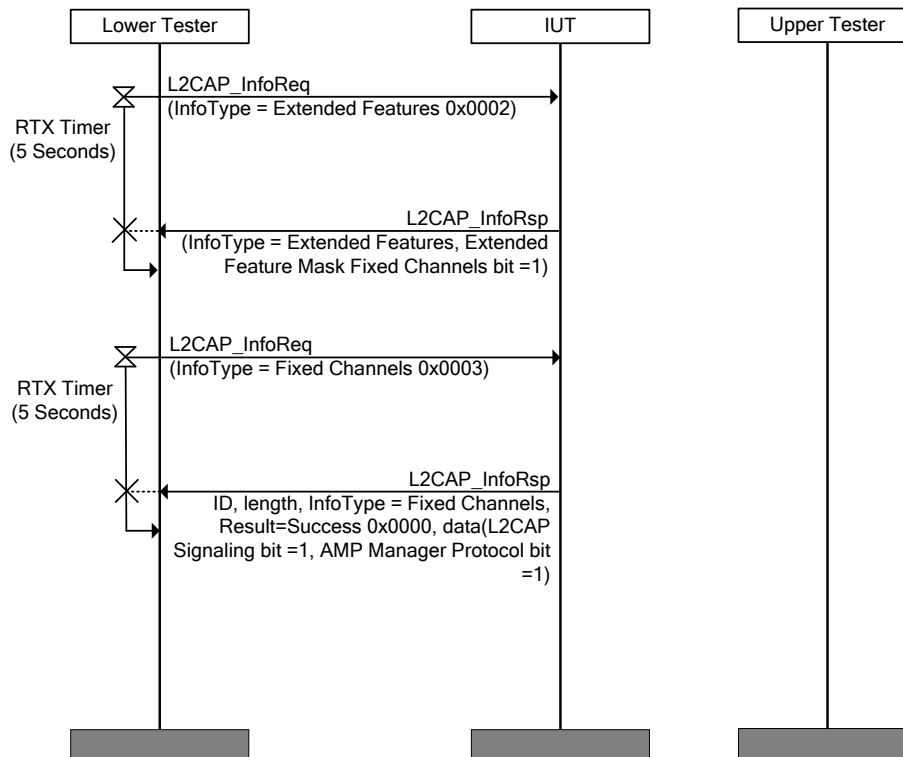 Lower Tester
IUT
Upper Tester
L2CAP_InfoReq
(InfoType = Extended Features 0x0002)
RTX Timer
(5 Seconds)
L2CAP_InfoRsp
(InfoType = Extended Features, Extended
Feature Mask Fixed Channels bit =1)
L2CAP_InfoReq
(InfoType = Fixed Channels 0x0003)
RTX Timer
(5 Seconds)
L2CAP_InfoRsp
ID, length, InfoType = Fixed Channels,
Result=Success 0x0000, data(L2CAP
Signaling bit =1, AMP Manager Protocol bit
=1)